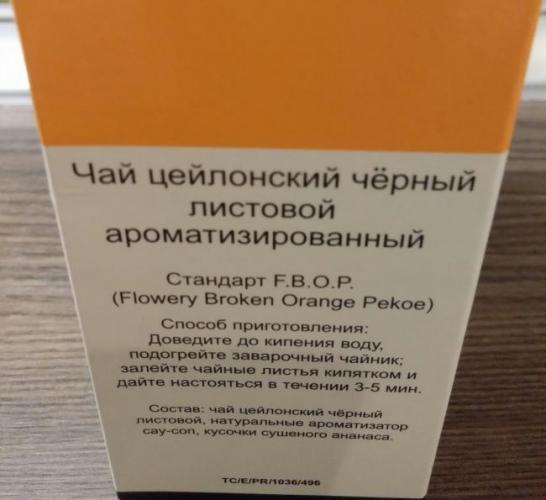 Чай цейлонский чёрный
листовой
ароматизированный
Стандарт F.B.O.P.
(Flowery Broken Orange Pekoe)
Способ приготовления:
Доведите до кипения воду,
подогрейте заварочный чайник;
залейте чайные листья кипятком и
дайте настояться в течении 3-5 мин.
Состав: чай цейлонский чёрный
листовой, натуральные ароматизатор
сау-соп, кусочки сушеного ананаса.
TC/E/PR/1036/496